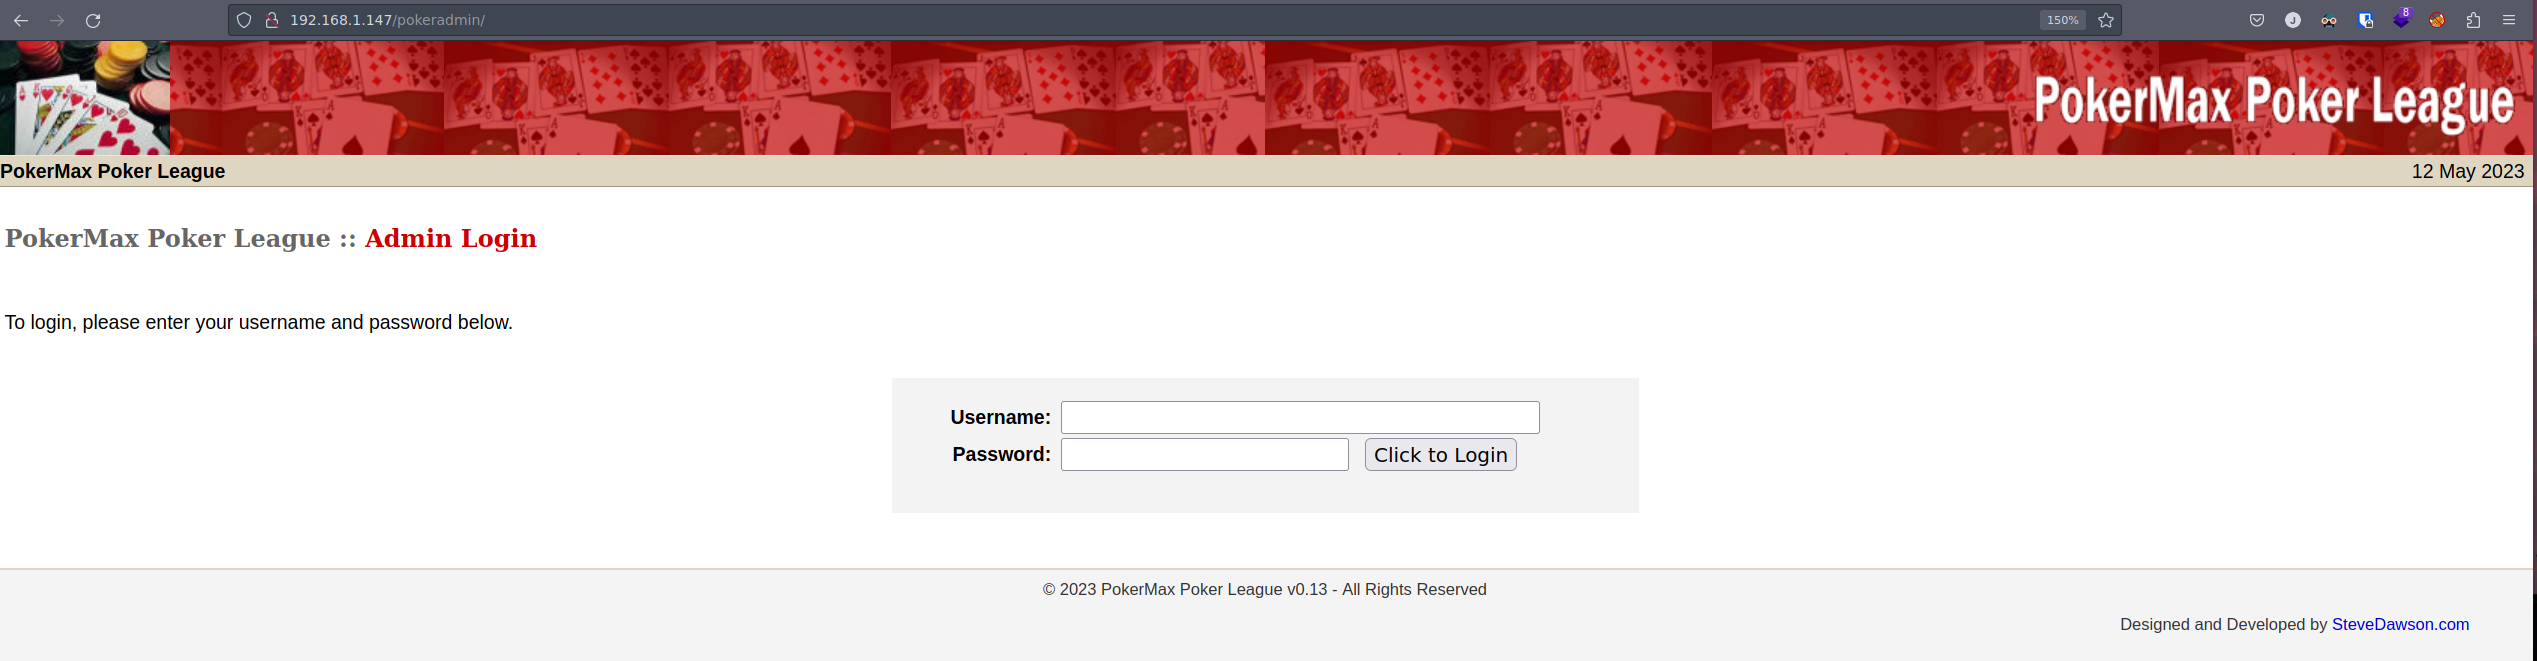 192.168.1.147/pokeradmin/
150%
J
8
PokerMax Poker League
PokerMax Poker League
12 May 2023
PokerMax Poker League :: Admin Login
To login, please enter your username and password below.
Username:
Password:
Click to Login
© 2023 PokerMax Poker League v0.13 - All Rights Reserved
Designed and Developed by SteveDawson.com